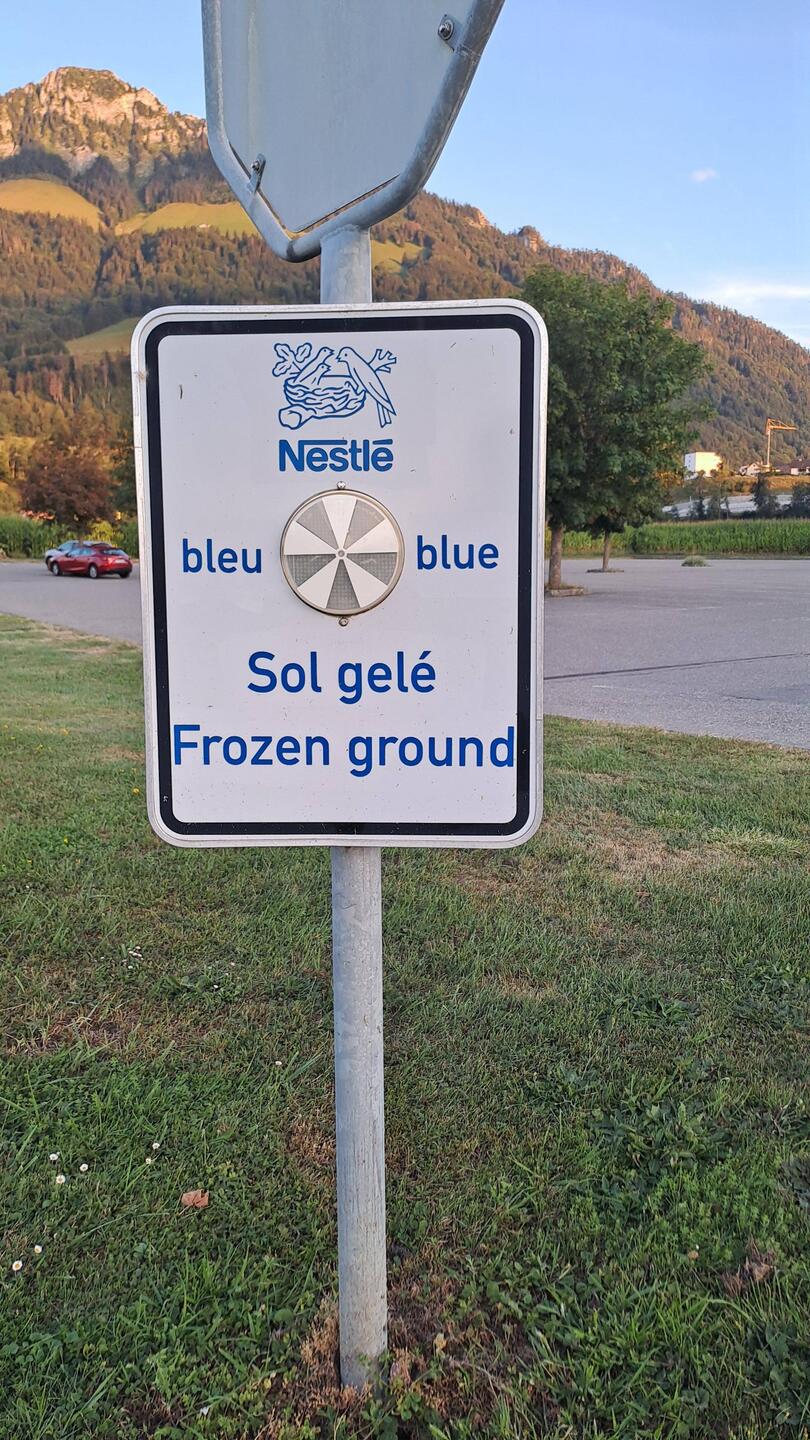 Nestlé
bleu blue
Sol gelé
Frozen ground